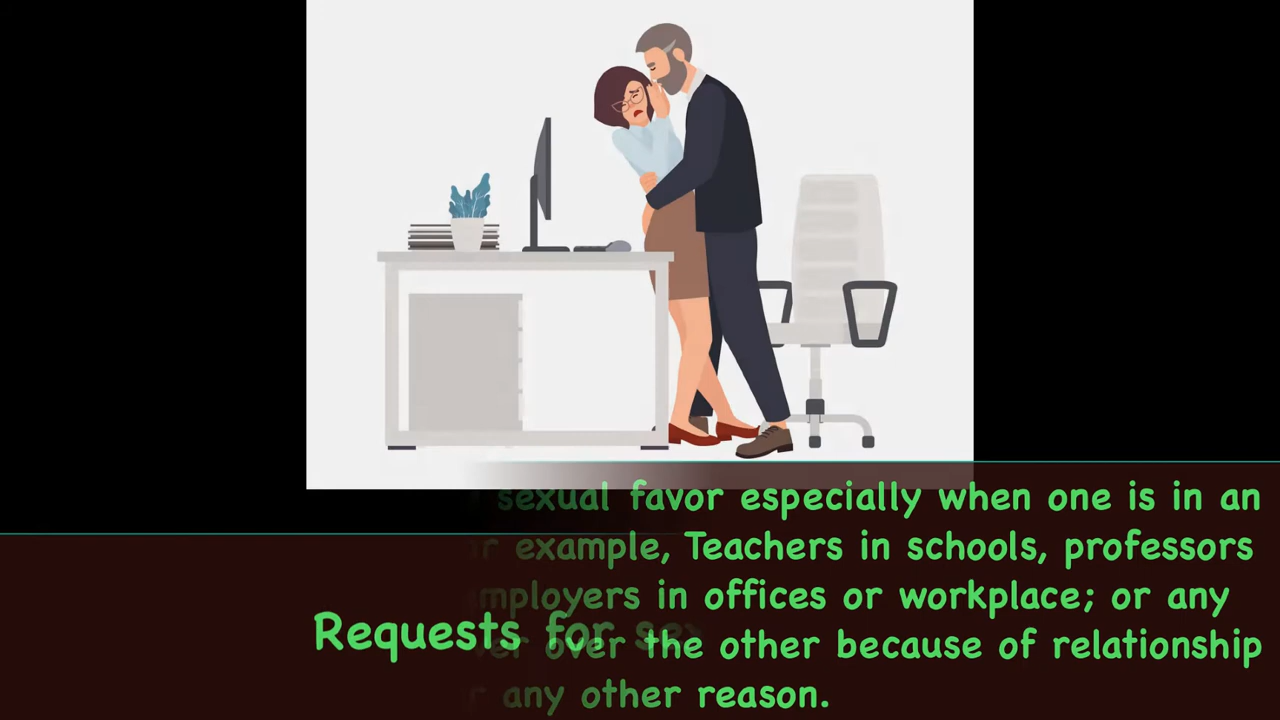 sexual favor especially when one is in an
example, Teachers in schools, professors
employers in offices or workplace; or any
over the other because of relationship
any other reason.
Requests for